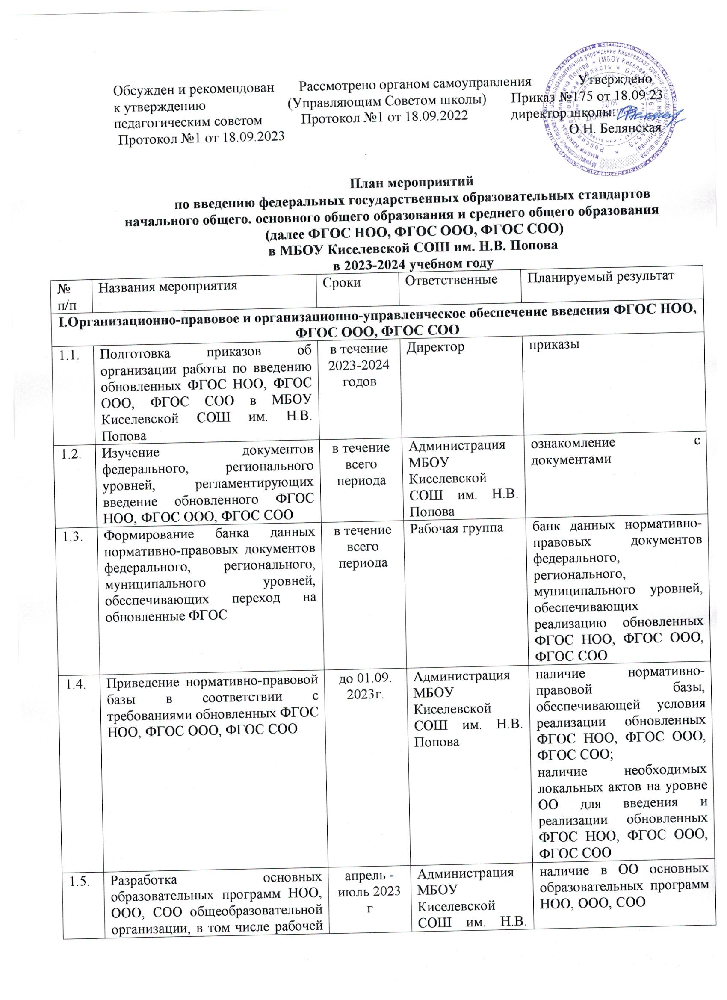 Обсужден и рекомендован
к утверждению
педагогическим советом
Протокол №1 от 18.09.2023
Рассмотрено органом самоуправления
(Управляющим Советом школы)
Протокол №1 от 18.09.2022
Утверждено
Приказ №175 от 18.09.23
директор школы:
О.Н. Белянская
ДЛЯ
ДОКУМЕНТОВ
План мероприятий
по введению федеральных государственных образовательных стандартов
начального общего. основного общего образования и среднего общего образования
(далее ФГОС НОО, ФГОС ООО, ФГОС СОО)
в МБОУ Киселевской СОШ им. Н.В. Попова
в 2023-2024 учебном году
№
п/п
Названия мероприятия
Сроки
Ответственные
Планируемый результат
I.Организационно-правовое и организационно-управленческое обеспечение введения ФГОС НОО,
ФГОС ООО, ФГОС СОО
1.1.
Подготовка приказов об
организации работы по введению
обновленных ФГОС НОО, ФГОС
ООО, ФГОС СОО в МБОУ
Киселевской СОШ им. Н.В.
Попова
в течение
2023-2024
годов
Директор
приказы
1.2.
Изучение документов
федерального, регионального
уровней, регламентирующих
введение обновленного ФГОС
НОО, ФГОС ООО, ФГОС СОО
в течение
всего
периода
Администрация
МБОУ
Киселевской
СОШ им. Н.В.
Попова
ознакомление с
документами
1.3.
Формирование банка данных
нормативно-правовых документов
федерального, регионального,
муниципального уровней,
обеспечивающих переход на
обновленные ФГОС
в течение
всего
периода
Рабочая группа
банк данных нормативно-
правовых документов
федерального,
регионального,
муниципального уровней,
обеспечивающих
реализацию обновленных
ФГОС НОО, ФГОС ООО,
ФГОС СОО
1.4.
Приведение нормативно-правовой
базы в соответствии с
требованиями обновленных ФГОС
НОО, ФГОС ООО, ФГОС СОО
до 01.09.
2023г.
Администрация
МБОУ
Киселевской
СОШ им. Н.В.
Попова
наличие нормативно-
правовой базы,
обеспечивающей условия
реализации обновленных
ФГОС НОО, ФГОС ООО,
ФГОС СОО;
наличие необходимых
локальных актов на уровне
ОО для введения и
реализации обновленных
ФГОС НОО, ФГОС ООО,
ФГОС СОО
1.5.
Разработка основных
образовательных программ НОО,
ООО, СОО общеобразовательной
организации, в том числе рабочей
апрель -
июль 2023
г
Администрация
МБОУ
Киселевской
СОШ им. Н.В.
наличие в ОО основных
образовательных программ
НОО, ООО, СОО